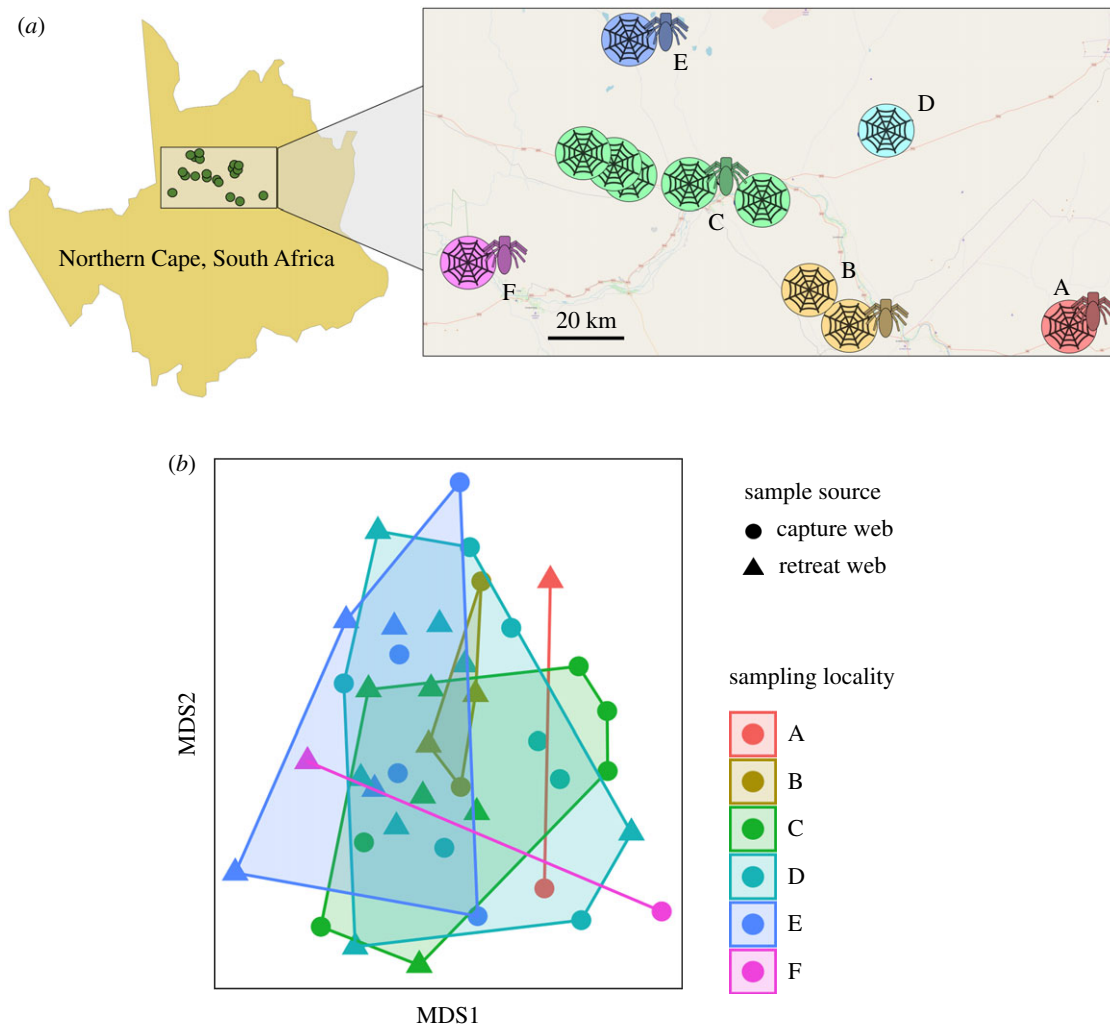 (a)
E
D
C
B
A
F
Northern Cape, South Africa
20 km
(b)
sample source
capture web
retreat web
sampling locality
A
B
C
D
E
F
MDS2
MDS1